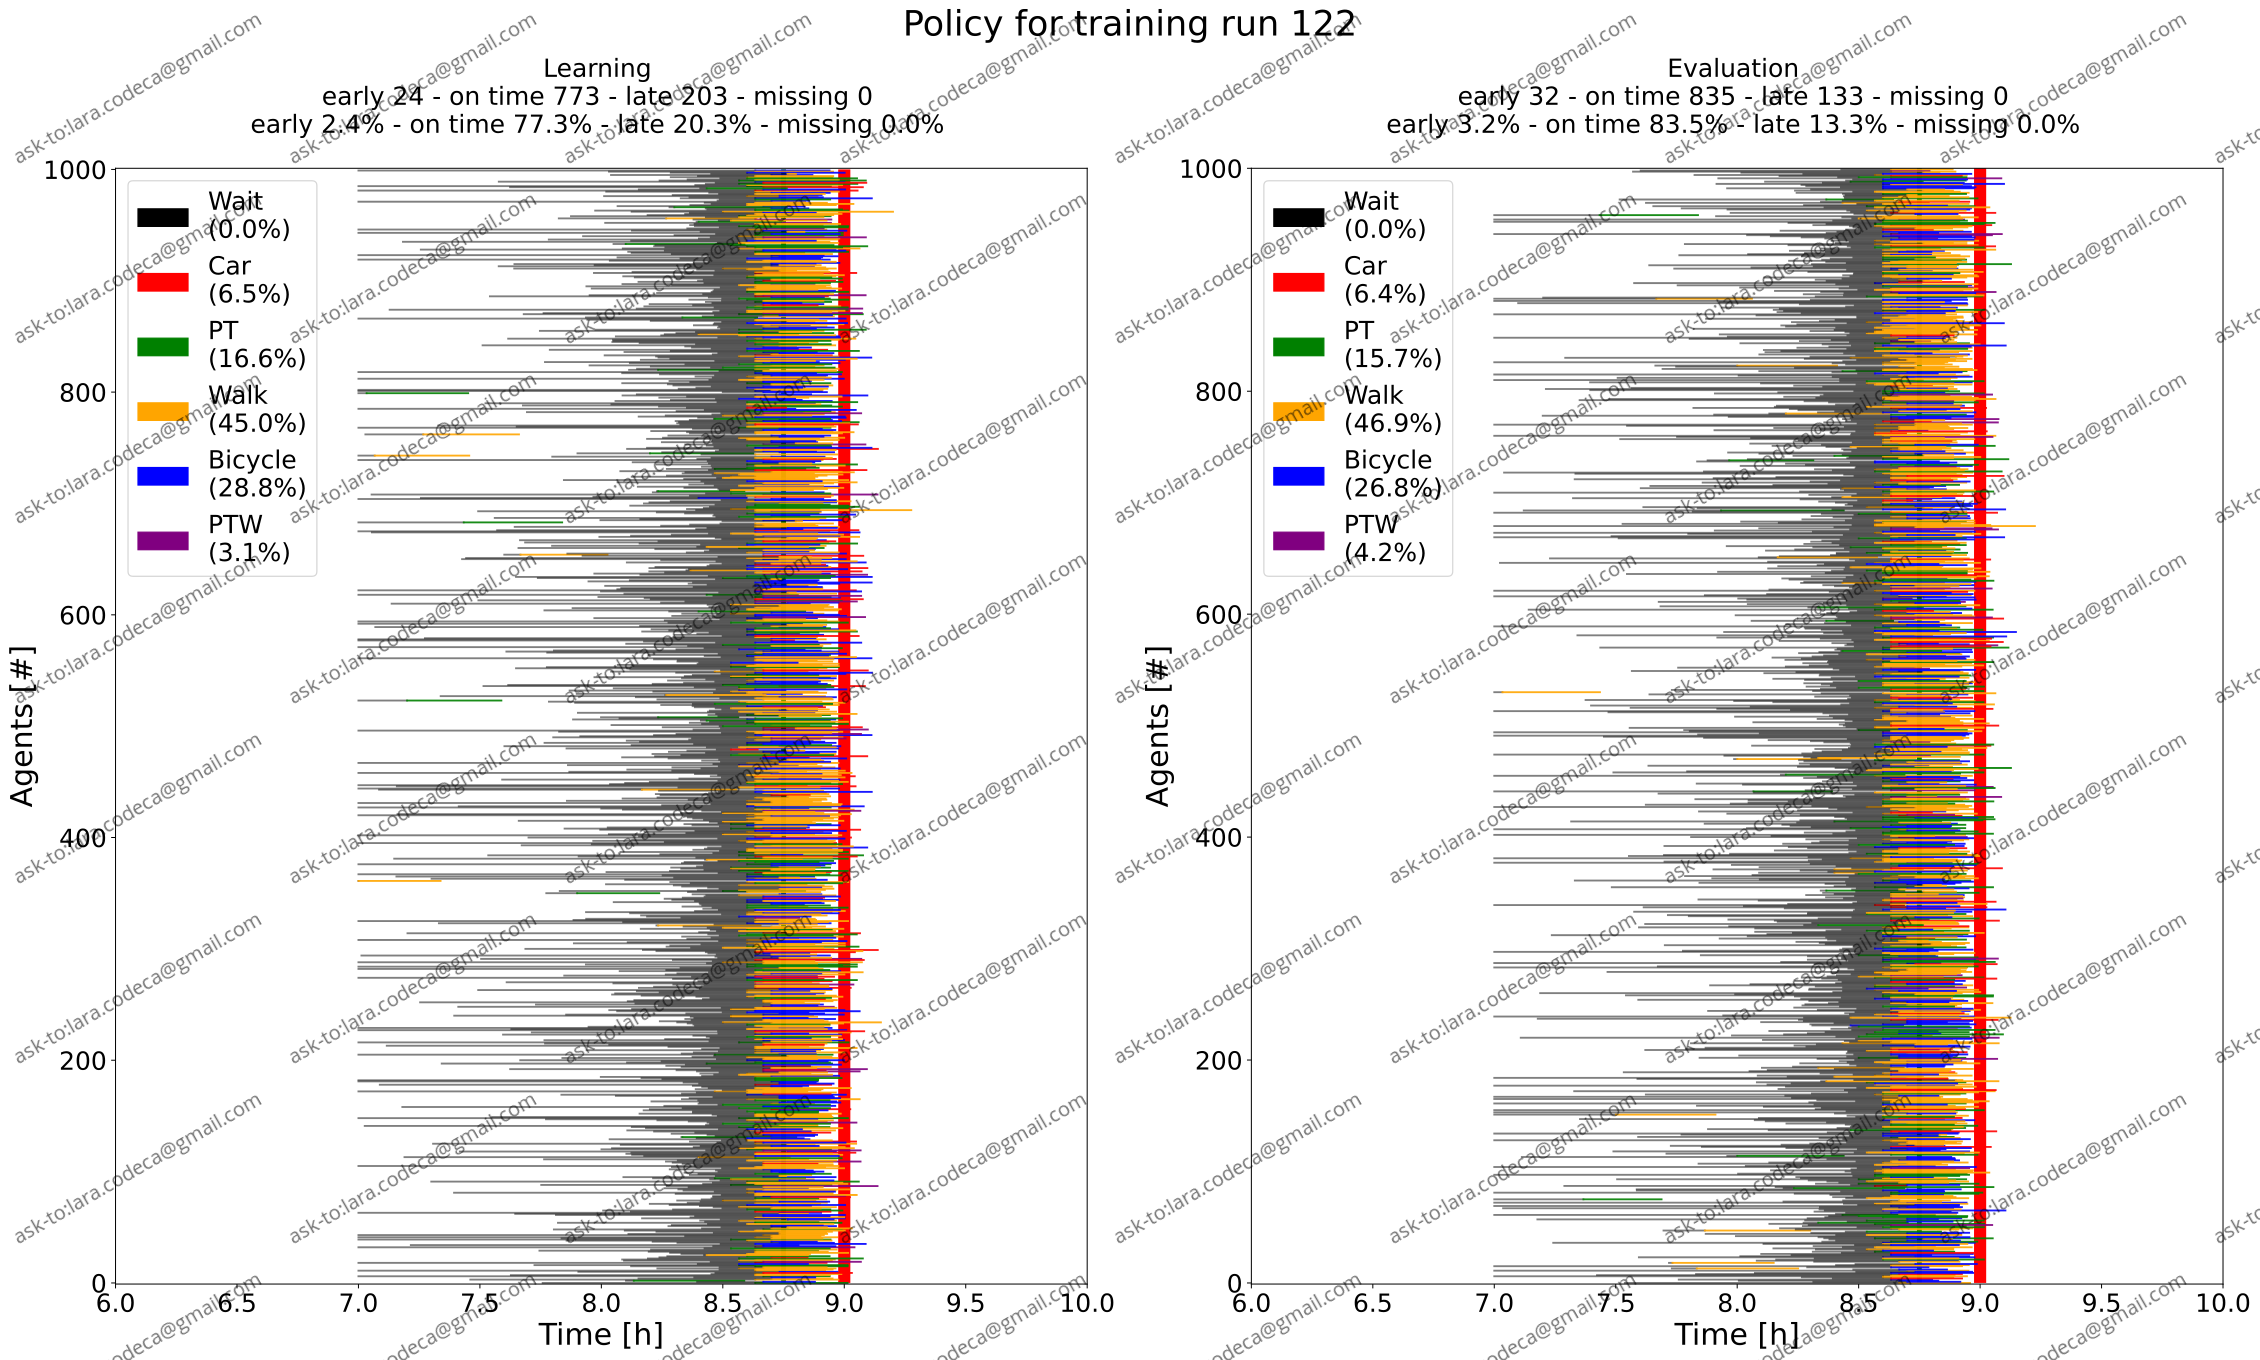 Policy for training run 122
Learning
early 24 - on time 773 - late 203 - missing 0
early 2.4% - on time 77.3% - late 20.3% - missing 0.0%
Evaluation
early 32 - on time 835 - late 133 - missing 0
early 3.2% - on time 83.5% - late 13.3% - missing 0.0%
Agents [#]
1000
800
600
400
200
0
Wait
(0.0%)
Car
(6.5%)
PT
(16.6%)
Walk
(45.0%)
Bicycle
(28.8%)
PTW
(3.1%)
6.0 6.5 7.0 7.5 8.0 8.5 9.0 9.5 10.0
Time [h]
Agents [#]
1000
800
600
400
200
0
Wait
(0.0%)
Car
(6.4%)
PT
(15.7%)
Walk
(46.9%)
Bicycle
(26.8%)
PTW
(4.2%)
6.0 6.5 7.0 7.5 8.0 8.5 9.0 9.5 10.0
Time [h]
ask-to:lara.codeca@gmail.com